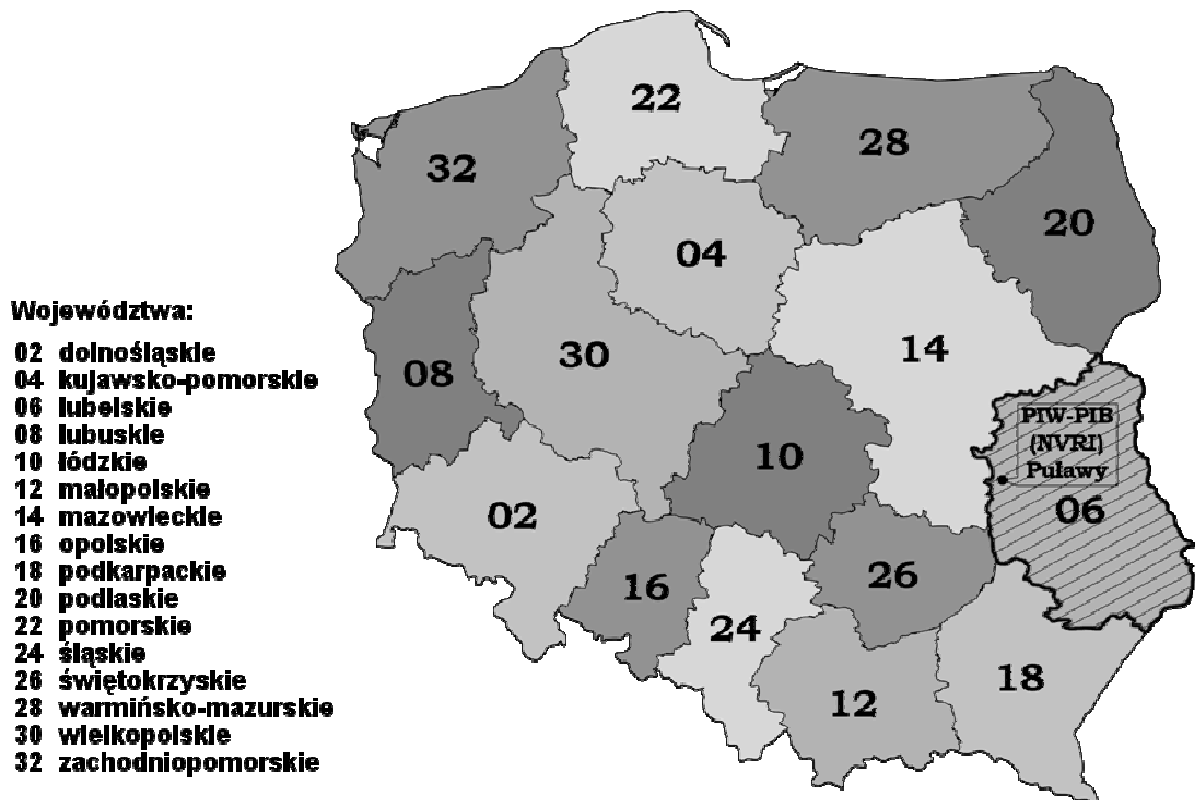 Województwa:
02 dolnośląskie
04 kujawsko-pomorskie
06 lubelskie
08 lubuskie
10 łódzkie
12 małopolskie
14 mazowieckie
16 opolskie
18 podkarpackie
20 podlaskie
22 pomorskie
24 śląskie
26 świętokrzyskie
28 warmińsko-mazurskie
30 wielkopolskie
32 zachodniopomorskie
22
28
32
20
04
14
30
08
PIW-PIB
(NVRI)
Puławy
10
06
02
26
16
24
18
12